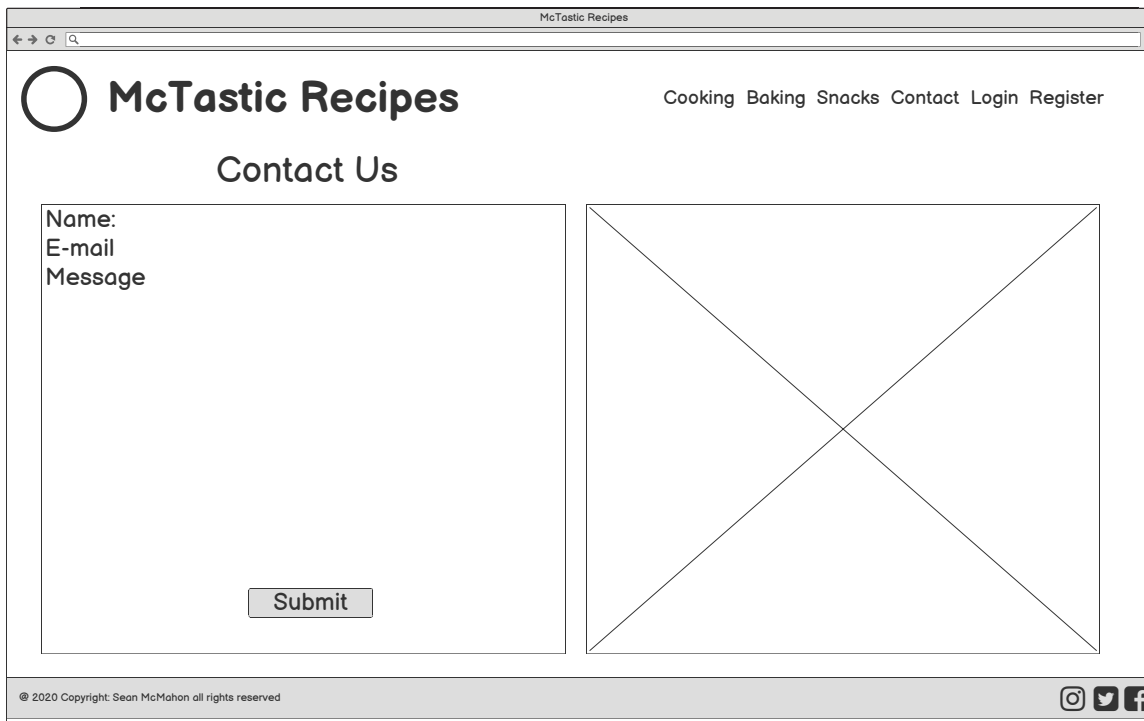 McTastic Recipes
McTastic Recipes
Cooking Baking Snacks Contact Login Register
Contact Us
Name:
E-mail
Message
Submit
@ 2020 Copyright: Sean McMahon all rights reserved